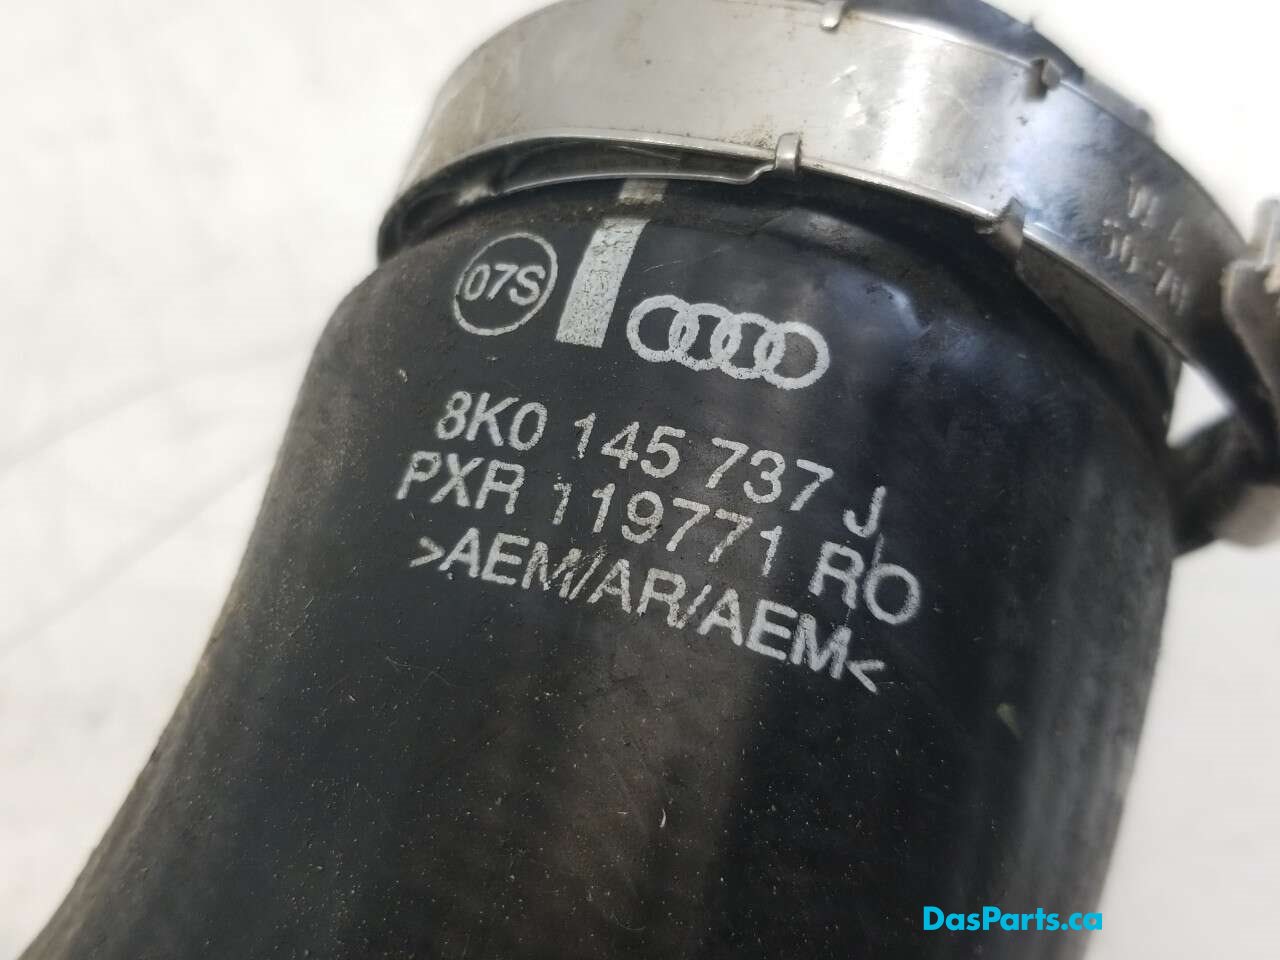 07S
8K0 145 737 J
PXR 119771 RO
>AEM/AR/AEM<
DasParts.ca